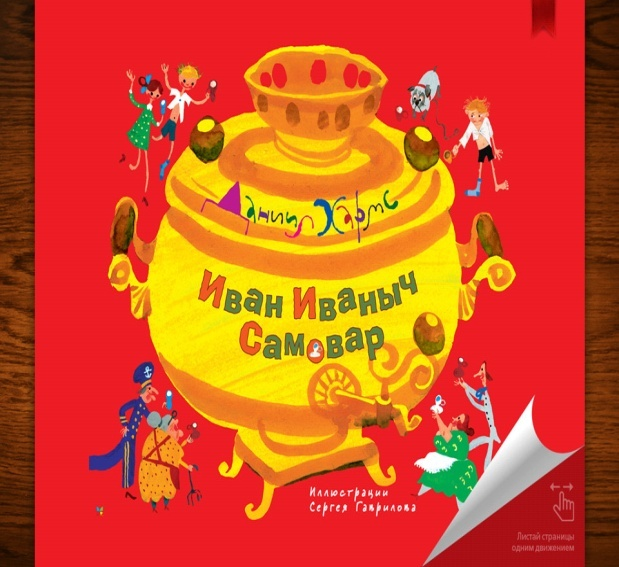 Даниил Хармс
Иван Иваныч
Самовар
Иллюстрации
Сергея Гаврилова
Листай страницы
одним движением